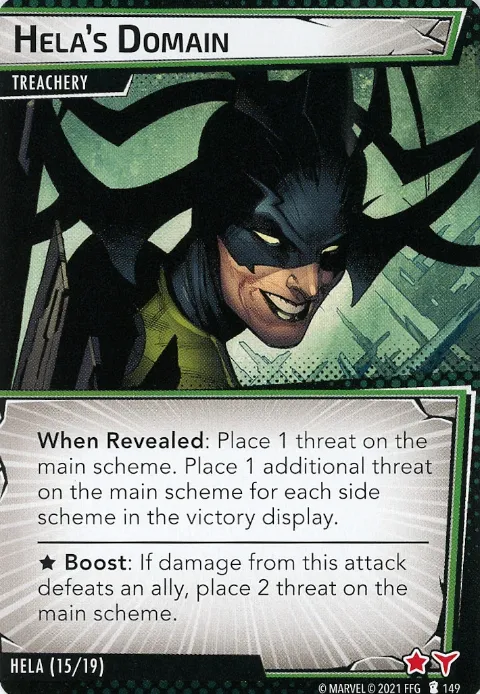 HELA'S DOMAIN
TREACHERY
When Revealed: Place 1 threat on the
main scheme. Place 1 additional threat
on the main scheme for each side
scheme in the victory display.
★ Boost: If damage from this attack
defeats an ally, place 2 threat on the
main scheme.
HELA (15/19)
© MARVEL © 2021 FFG 149